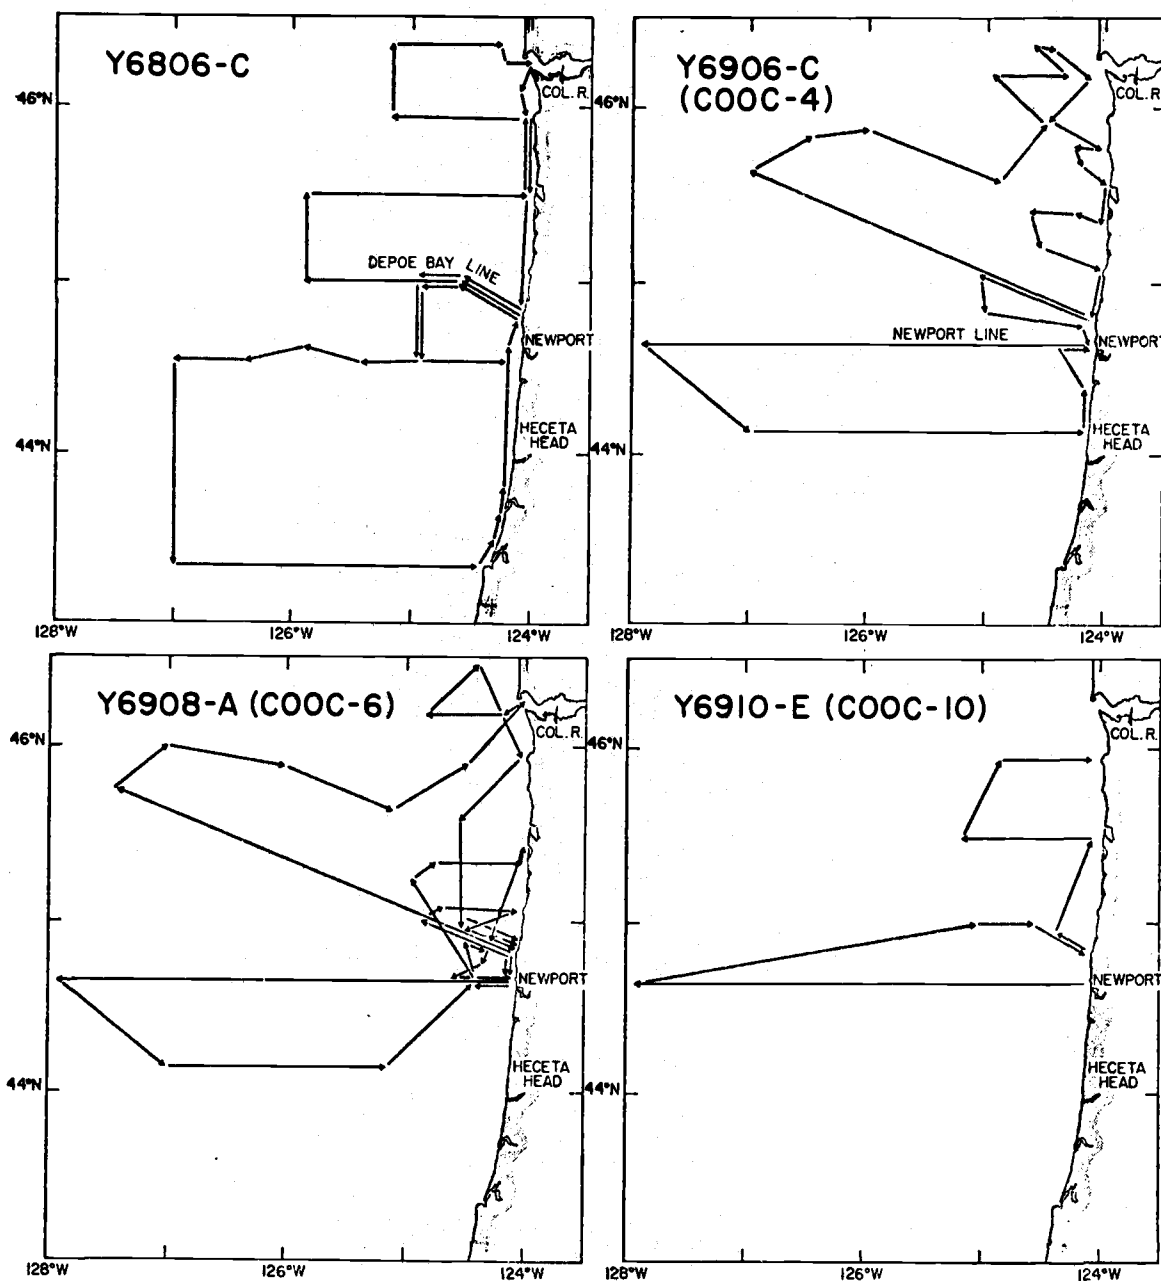 Y6806-C
46°N
COL.R.
DEPOE BAY LINE
NEWPORT
44°N
HECETA
HEAD
128°W
126°W
124°W
Y6906-C
(COOC-4)
46°N
COL.R.
NEWPORT LINE
NEWPORT
44°N
HECETA
HEAD
128°W
126°W
124°W
Y6908-A (COOC-6)
46°N
COL.R.
NEWPORT
44°N
HECETA
HEAD
128°W
126°W
124°W
Y6910-E (COOC-10)
46°N
COL.R.
NEWPORT
44°N
HECETA
HEAD
128°W
126°W
124°W